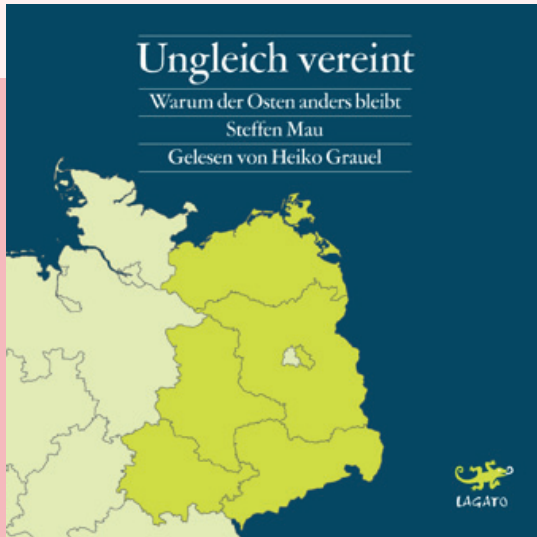 Ungleich vereint
Warum der Osten anders bleibt
Steffen Mau
Gelesen von Heiko Grauel
LAGATO